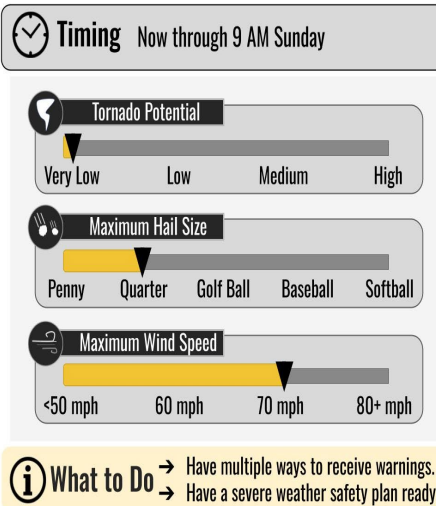 Timing Now through 9 AM Sunday
Tornado Potential
Very Low Low Medium High
Maximum Hail Size
Penny Quarter Golf Ball Baseball Softball
Maximum Wind Speed
<50 mph 60 mph 70 mph 80+ mph
What to Do → Have multiple ways to receive warnings.
→ Have a severe weather safety plan ready